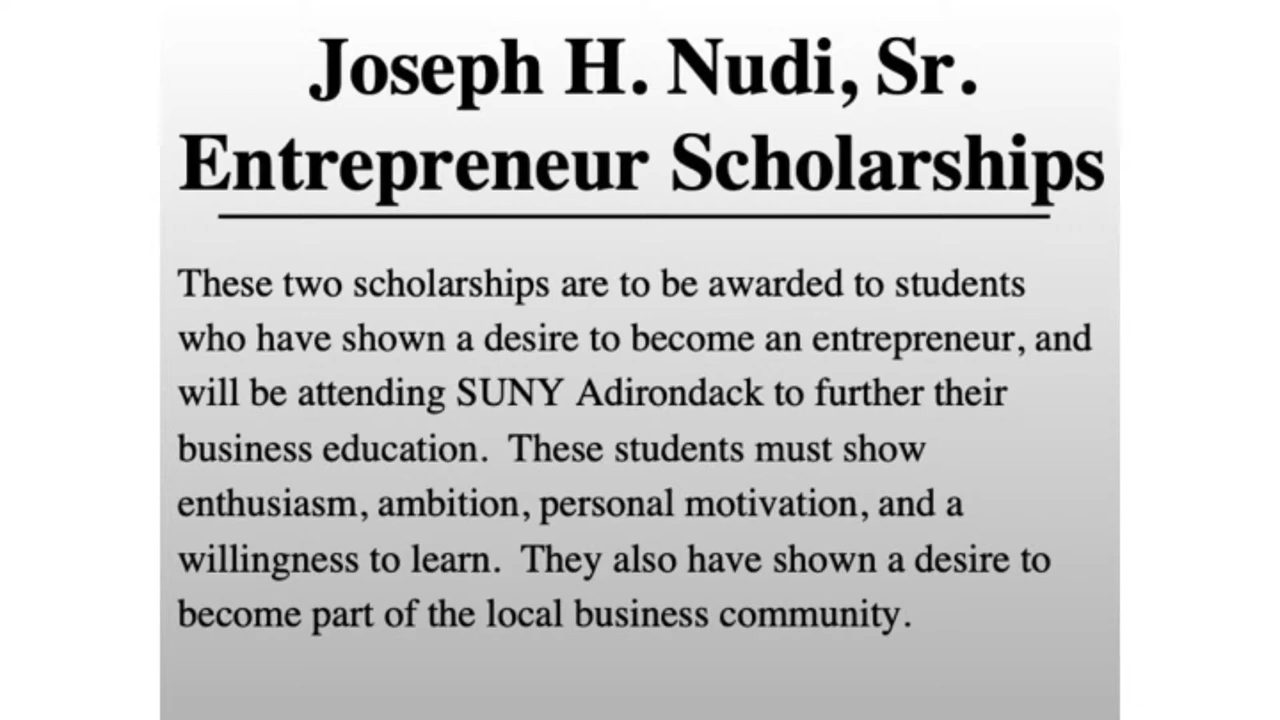 Joseph H. Nudi, Sr.
Entrepreneur Scholarships
These two scholarships are to be awarded to students
who have shown a desire to become an entrepreneur, and
will be attending SUNY Adirondack to further their
business education.  These students must show
enthusiasm, ambition, personal motivation, and a
willingness to learn.  They also have shown a desire to
become part of the local business community.